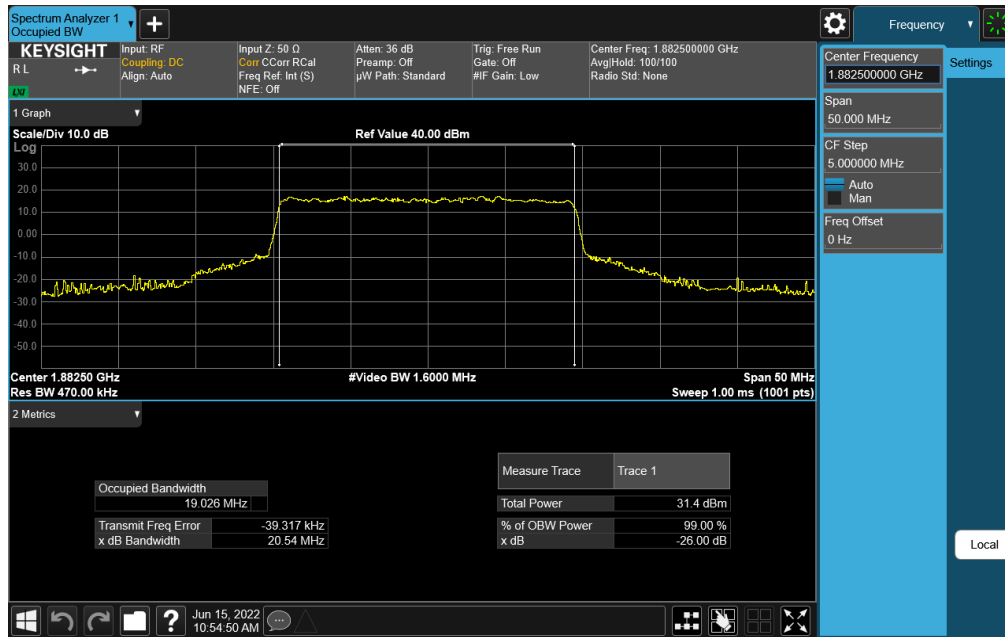 Spectrum Analyzer 1
Occupied BW
Frequency
KEYSIGHT
R L
LXI
Input: RF
Coupling: DC
Align: Auto
Input Z: 50 Ω
Corr CCorr RCal
Freq Ref: Int (S)
NFE: Off
Atten: 36 dB
Preamp: Off
µW Path: Standard
Trig: Free Run
Gate: Off
#IF Gain: Low
Center Freq: 1.882500000 GHz
Avg|Hold: 100/100
Radio Std: None
Center Frequency
1.882500000 GHz
Settings
Span
50.000 MHz
CF Step
5.000000 MHz
Auto
Man
Freq Offset
0 Hz
1 Graph
Scale/Div 10.0 dB
Ref Value 40.00 dBm
Log
30.0
20.0
10.0
0.00
-10.0
-20.0
-30.0
-40.0
-50.0
Center 1.88250 GHz
#Video BW 1.6000 MHz
Span 50 MHz
Res BW 470.00 kHz
Sweep 1.00 ms (1001 pts)
2 Metrics
Measure Trace Trace 1
Occupied Bandwidth
19.026 MHz
Total Power 31.4 dBm
Transmit Freq Error -39.317 kHz
% of OBW Power 99.00 %
x dB Bandwidth 20.54 MHz
x dB -26.00 dB
Local
?
Jun 15, 2022
10:54:50 AM